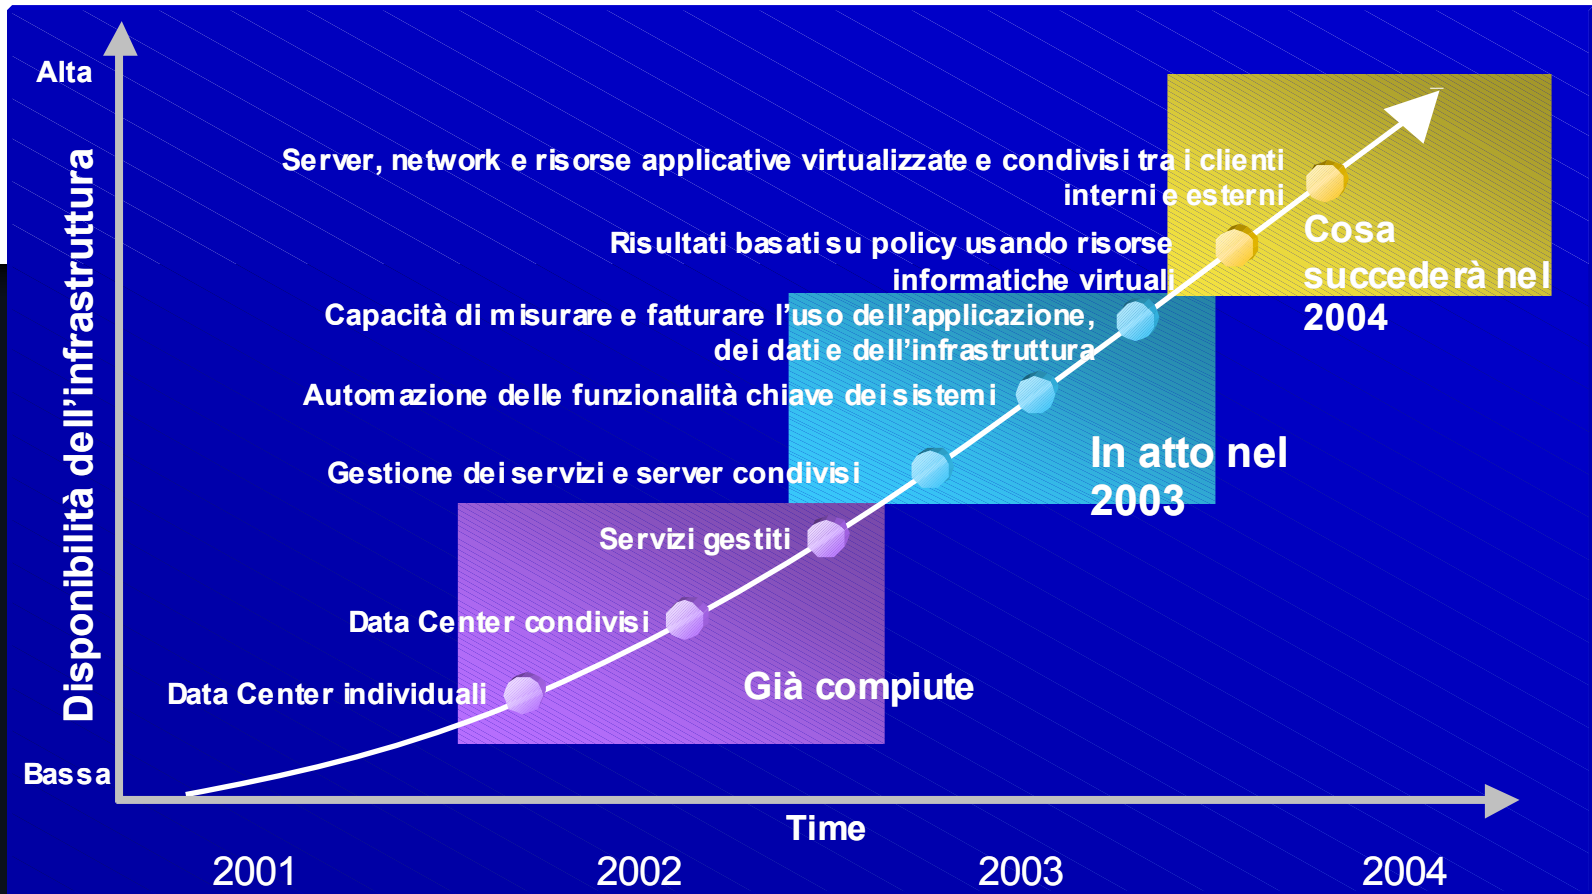 Alta
Disponibilità dell’infrastruttura
Server, network e risorse applicative virtualizzate e condivisi tra i clienti
interni e esterni
Risultati basati su policy usando risorse
informatiche virtuali
Cosa
succederà nel
2004
Capacità di misurare e fatturare l’uso dell’applicazione,
dei dati e dell’infrastruttura
Automazione delle funzionalità chiave dei sistemi
In atto nel
2003
Gestione dei servizi e server condivisi
Servizi gestiti
Data Center condivisi
Già compiute
Data Center individuali
Bassa
Time
2001 2002 2003 2004